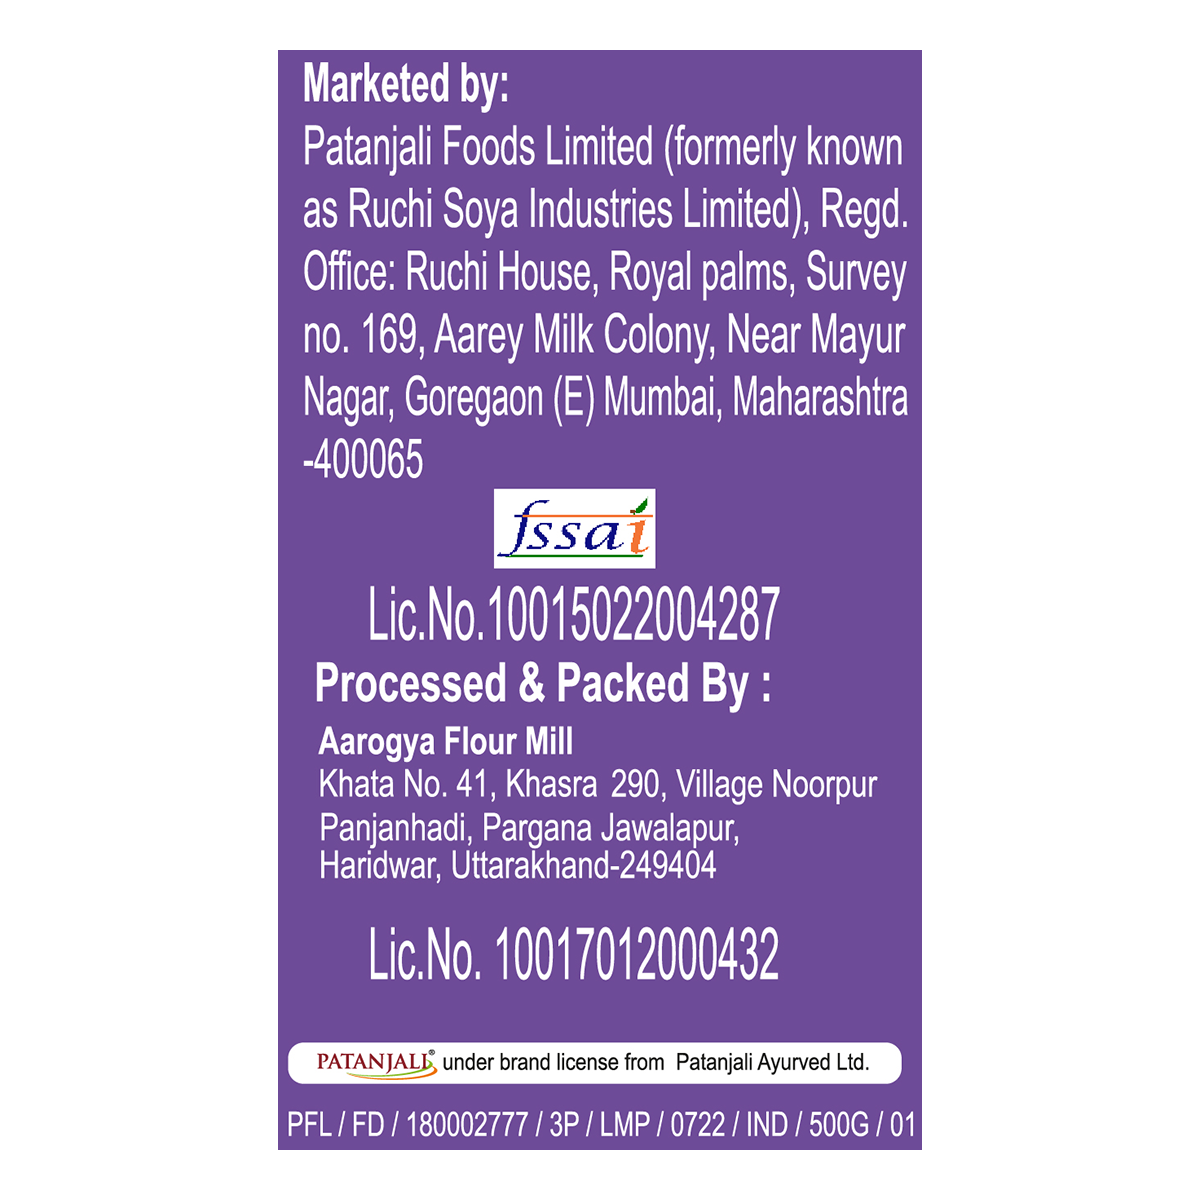 Marketed by:
Patanjali Foods Limited (formerly known
as Ruchi Soya Industries Limited), Regd.
Office: Ruchi House, Royal palms, Survey
no. 169, Aarey Milk Colony, Near Mayur
Nagar, Goregaon (E) Mumbai, Maharashtra
-400065
fssai
Lic.No.10015022004287
Processed & Packed By :
Aarogya Flour Mill
Khata No. 41, Khasra 290, Village Noorpur
Panjanhadi, Pargana Jawalapur,
Haridwar, Uttarakhand-249404
Lic.No. 10017012000432
PATANJALI® under brand license from Patanjali Ayurved Ltd.
PFL / FD / 180002777 / 3P / LMP / 0722 / IND / 500G / 01